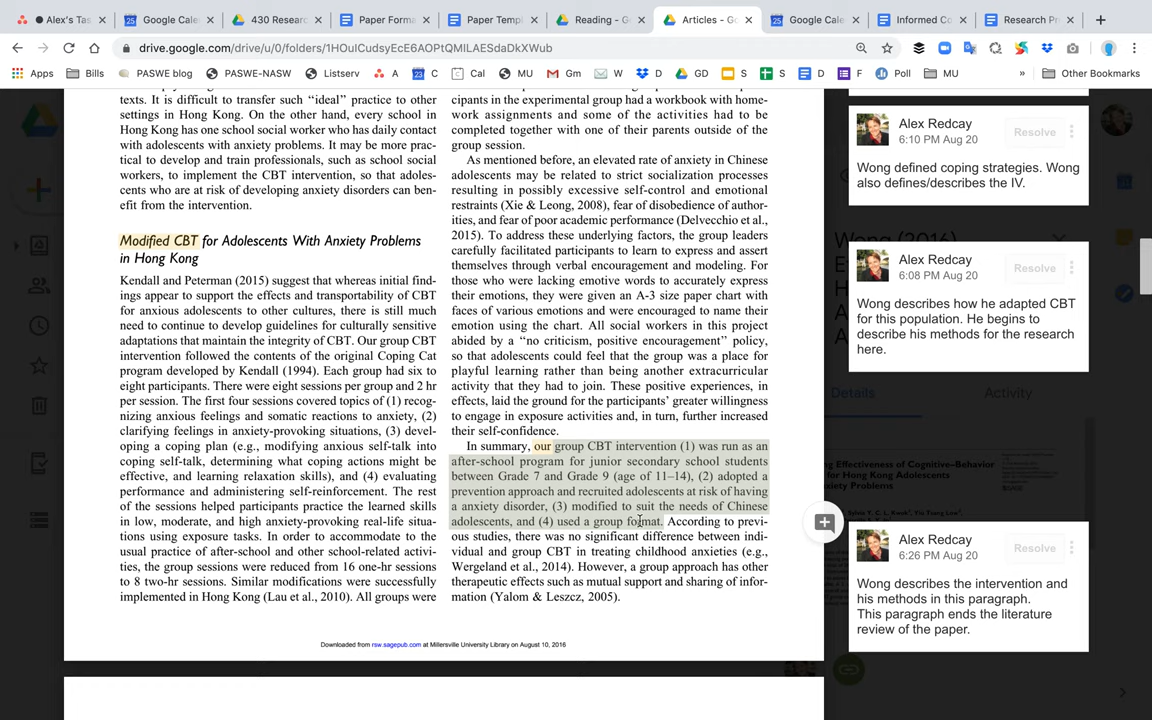 Alex's Tas
Google Cale
430 Resear
Paper Forma
Paper Templ
Reading - G
Articles - Go
Google Cale
Informed Co
Research Pr
drive.google.com/drive/u/0/folders/1HOuICudsyEcE6AOPtQMILAESdaDkXWub
Apps
Bills
PASWE blog
PASWE-NASW
Listserv
A
C
Cal
MU
Gm
W
D
GD
S
S
D
F
Poll
MU
»
Other Bookmarks
texts. It is difficult to transfer such "ideal" practice to other
settings in Hong Kong. On the other hand, every school in
Hong Kong has one school social worker who has daily contact
with adolescents with anxiety problems. It may be more prac-
tical to develop and train professionals, such as school social
workers, to implement the CBT intervention, so that adoles-
cents who are at risk of developing anxiety disorders can ben-
efit from the intervention.
Modified CBT for Adolescents With Anxiety Problems
in Hong Kong
Kendall and Peterman (2015) suggest that whereas initial find-
ings appear to support the effects and transportability of CBT
for anxious adolescents to other cultures, there is still much
need to continue to develop guidelines for culturally sensitive
adaptations that maintain the integrity of CBT. Our group CBT
intervention followed the contents of the original Coping Cat
program developed by Kendall (1994). Each group had six to
eight participants. There were eight sessions per group and 2 hr
per session. The first four sessions covered topics of (1) recog-
nizing anxious feelings and somatic reactions to anxiety, (2)
clarifying feelings in anxiety-provoking situations, (3) devel-
oping a coping plan (e.g., modifying anxious self-talk into
coping self-talk, determining what coping actions might be
effective, and learning relaxation skills), and (4) evaluating
performance and administering self-reinforcement. The rest
of the sessions helped participants practice the learned skills
in low, moderate, and high anxiety-provoking real-life situa-
tions using exposure tasks. In order to accommodate to the
usual practice of after-school and other school-related activi-
ties, the group sessions were reduced from 16 one-hr sessions
to 8 two-hr sessions. Similar modifications were successfully
implemented in Hong Kong (Lau et al., 2010). All groups were
cipants in the experimental group had a workbook with home-
work assignments and some of the activities had to be
completed together with one of their parents outside of the
group session.
As mentioned before, an elevated rate of anxiety in Chinese
adolescents may be related to strict socialization processes
resulting in possibly excessive self-control and emotional
restraints (Xie & Leong, 2008), fear of disobedience of author-
ities, and fear of poor academic performance (Delvecchio et al.,
2015). To address these underlying factors, the group leaders
carefully facilitated participants to learn to express and assert
themselves through verbal encouragement and modeling. For
those who were lacking emotive words to accurately express
their emotions, they were given an A-3 size paper chart with
faces of various emotions and were encouraged to name their
emotion using the chart. All social workers in this project
abided by a "no criticism, positive encouragement" policy,
so that adolescents could feel that the group was a place for
playful learning rather than being another extracurricular
activity that they had to join. These positive experiences, in
effects, laid the ground for the participants' greater willingness
to engage in exposure activities and, in turn, further increased
their self-confidence.
In summary, our group CBT intervention (1) was run as an
after-school program for junior secondary school students
between Grade 7 and Grade 9 (age of 11–14), (2) adopted a
prevention approach and recruited adolescents at risk of having
a anxiety disorder, (3) modified to suit the needs of Chinese
adolescents, and (4) used a group format. According to previ-
ous studies, there was no significant difference between indi-
vidual and group CBT in treating childhood anxieties (e.g.,
Wergeland et al., 2014). However, a group approach has other
therapeutic effects such as mutual support and sharing of infor-
mation (Yalom & Leszcz, 2005).
Downloaded from rsw.sagepub.com at Millersville University Library on August 10, 2016
Alex Redcay
6:10 PM Aug 20
Resolve
Wong defined coping strategies. Wong
also defines/describes the IV.
Alex Redcay
6:08 PM Aug 20
Resolve
Wong describes how he adapted CBT
for this population. He begins to
describe his methods for the research
here.
Details
Activity
Effectiveness of Cognitive–Behavior
Alex Redcay
6:26 PM Aug 20
Resolve
Wong describes the intervention and
his methods in this paragraph.
This paragraph ends the literature
review of the paper.